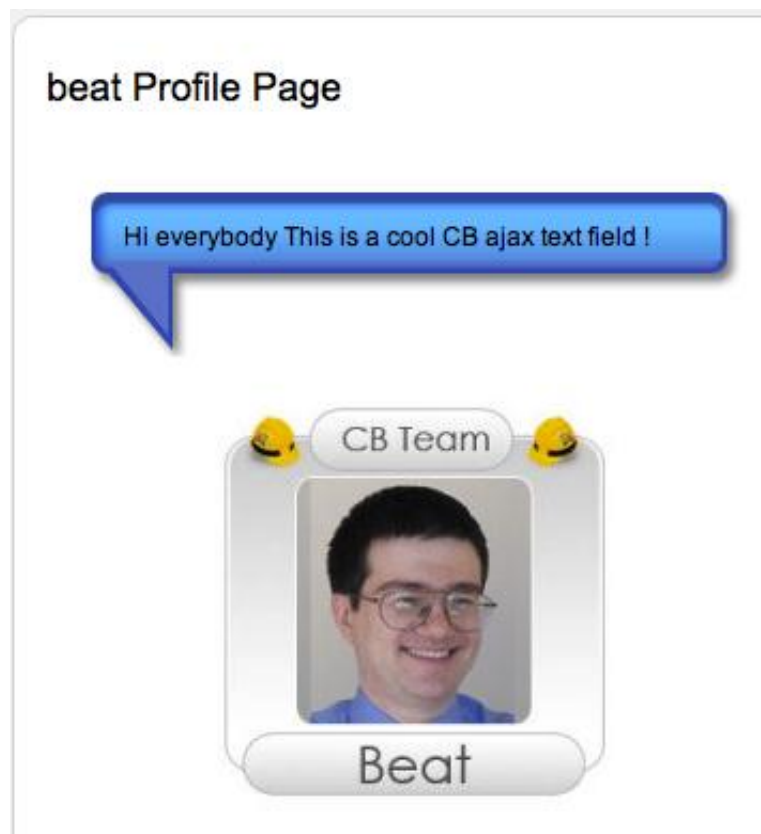 beat Profile Page
Hi everybody This is a cool CB ajax text field !
CB Team
Beat